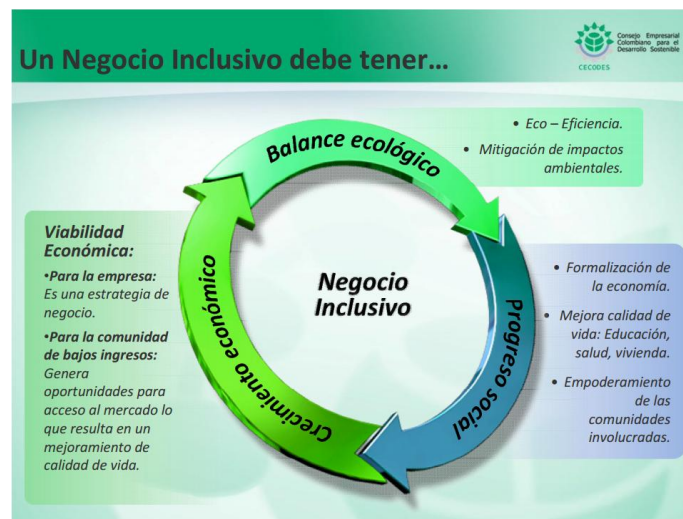 Un Negocio Inclusivo debe tener…
Consejo Empresarial
Colombiano para el
Desarrollo Sostenible
CECODES
Balance ecológico
• Eco – Eficiencia.
• Mitigación de impactos
ambientales.
Viabilidad
Económica:
•Para la empresa:
Es una estrategia de
negocio.
•Para la comunidad
de bajos ingresos:
Genera
oportunidades para
acceso al mercado lo
que resulta en un
mejoramiento de
calidad de vida.
Crecimiento económico
Negocio
Inclusivo
Progreso social
• Formalización de
la economía.
• Mejora calidad de
vida: Educación,
salud, vivienda.
• Empoderamiento
de las
comunidades
involucradas.